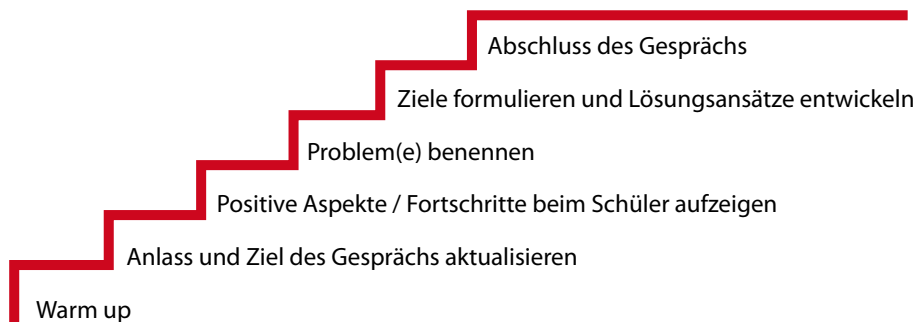 Abschluss des Gesprächs
Ziele formulieren und Lösungsansätze entwickeln
Problem(e) benennen
Positive Aspekte / Fortschritte beim Schüler aufzeigen
Anlass und Ziel des Gesprächs aktualisieren
Warm up